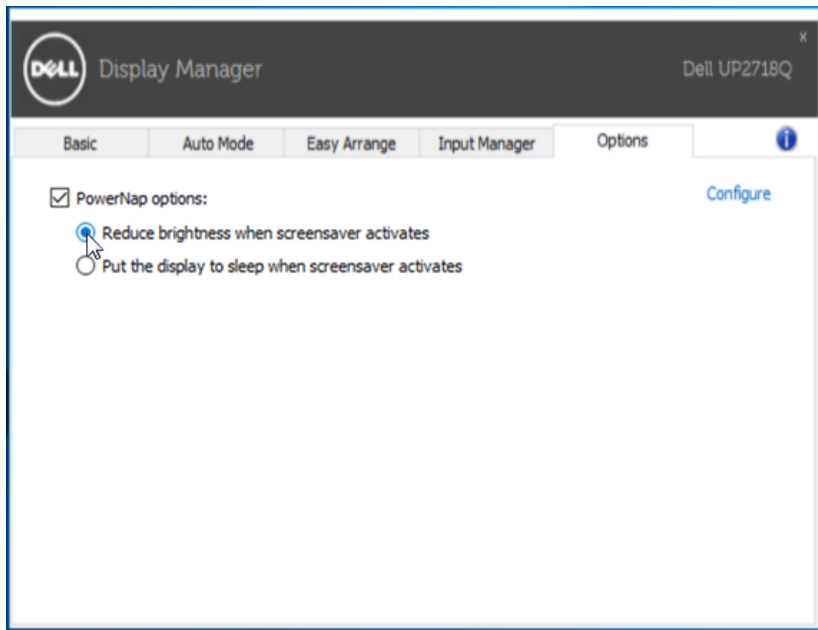 x
DELL Display Manager Dell UP2718Q
Basic Auto Mode Easy Arrange Input Manager Options i
PowerNap options: Configure
Reduce brightness when screensaver activates
Put the display to sleep when screensaver activates